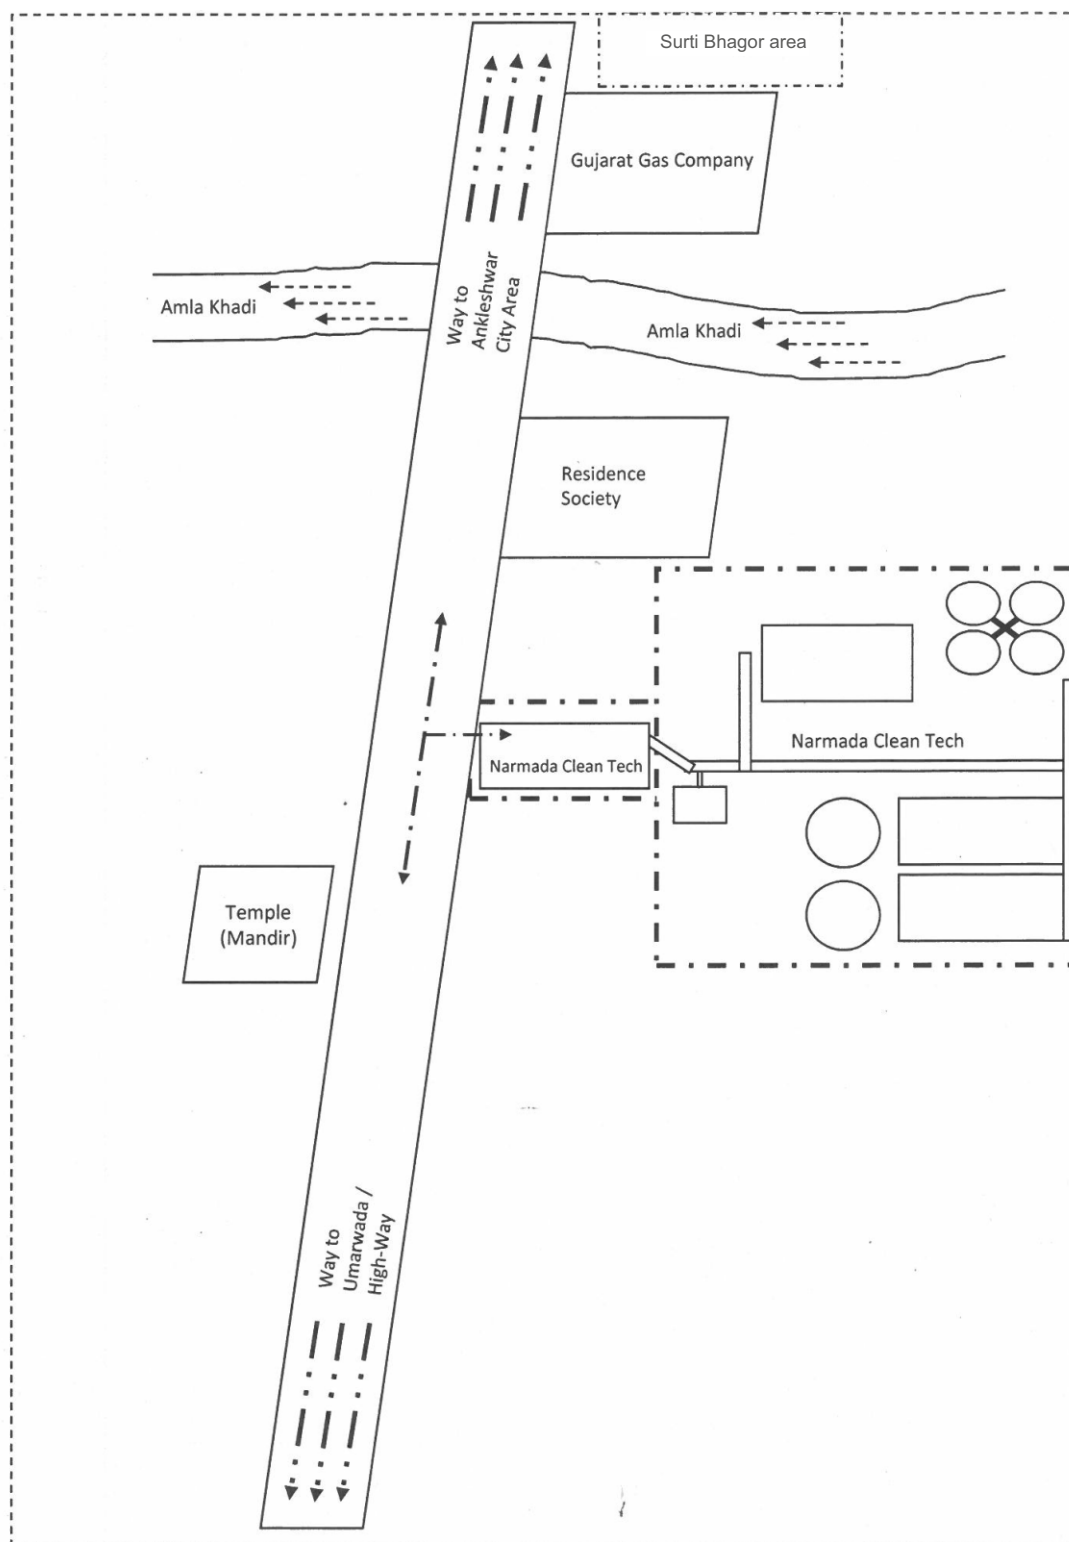 Surti Bhagor area
Gujarat Gas Company
Way to
Ankleshwar
City Area
Amla Khadi
Amla Khadi
Residence
Society
Narmada Clean Tech
Narmada Clean Tech
Temple
(Mandir)
Way to
Umarwada /
High-Way